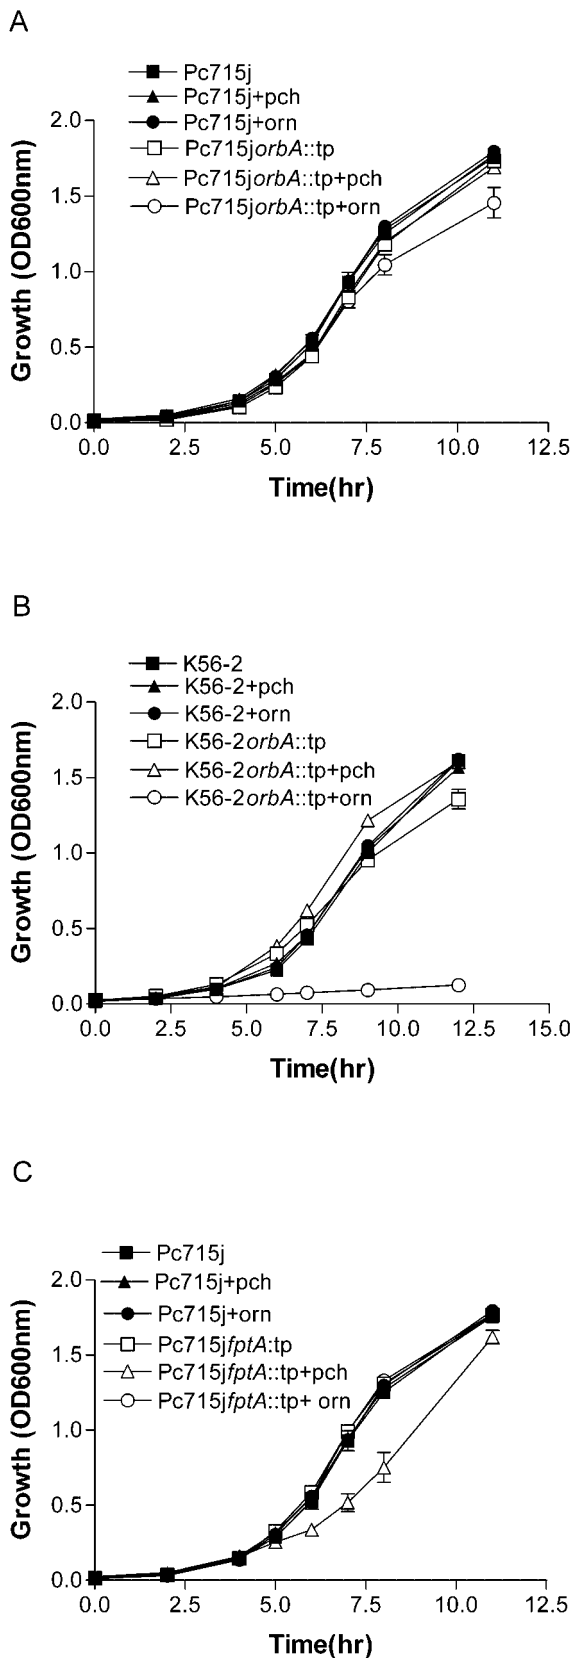 A
Pc715j
Pc715j+pch
Pc715j+orn
Pc715jorbA::tp
Pc715jorbA::tp+pch
Pc715jorbA::tp+orn
2.0
1.5
1.0
0.5
0.0
Growth (OD600nm)
0.0 2.5 5.0 7.5 10.0 12.5
Time(hr)
B
K56-2
K56-2+pch
K56-2+orn
K56-2orbA::tp
K56-2orbA::tp+pch
K56-2orbA::tp+orn
2.0
1.5
1.0
0.5
0.0
Growth (OD600nm)
0.0 2.5 5.0 7.5 10.0 12.5 15.0
Time(hr)
C
Pc715j
Pc715j+pch
Pc715j+orn
Pc715jfptA:tp
Pc715jfptA::tp+pch
Pc715jfptA::tp+ orn
2.0
1.5
1.0
0.5
0.0
Growth (OD600nm)
0.0 2.5 5.0 7.5 10.0 12.5
Time(hr)